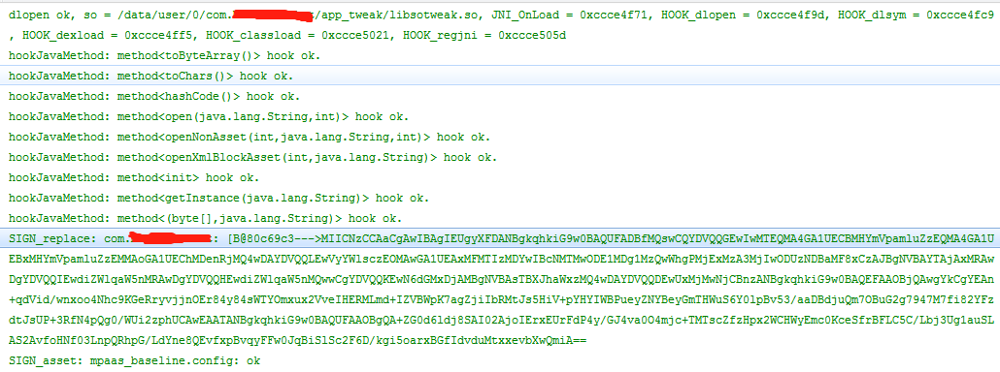 dlopen ok, so = /data/user/0/com. /app_tweak/libsotweak.so, JNI_OnLoad = 0xccce4f71, HOOK_dlopen = 0xccce4f9d, HOOK_dlsym = 0xccce4fc9
, HOOK_dexload = 0xccce4ff5, HOOK_classload = 0xccce5021, HOOK_regjni = 0xccce505d
hookJavaMethod: method<toByteArray()> hook ok.
hookJavaMethod: method<toChars()> hook ok.
hookJavaMethod: method<hashCode()> hook ok.
hookJavaMethod: method<open(java.lang.String,int)> hook ok.
hookJavaMethod: method<openNonAsset(int,java.lang.String,int)> hook ok.
hookJavaMethod: method<openXmlBlockAsset(int,java.lang.String)> hook ok.
hookJavaMethod: method<init> hook ok.
hookJavaMethod: method<getInstance(java.lang.String)> hook ok.
hookJavaMethod: method<(byte[],java.lang.String)> hook ok.
SIGN_replace: com. : [B@80c69c3--->MIICNzCCAaCgAwIBAgIEUgyXFDANBgkqhkiG9w0BAQUFADBfMQswCQYDVQQGEwIwMTEQMA4GA1UECBMHYmVpamluZzEQMA4GA1U
EBxMHYmVpamluZzEMMAoGA1UEChMDenRjMQ4wDAYDVQQLEwVyYWlsczEOMAwGA1UEAxMFMTIzMDYwIBcNMTMwODE1MDg1MzQwWhgPMjExMzA3MjIwODUzNDBaMF8xCzAJBgNVBAYTAjAxMRAw
DgYDVQQIEwdiZWlqaW5nMRAwDgYDVQQHEwdiZWlqaW5nMQwwCgYDVQQKEwN6dGMxDjAMBgNVBAsTBXJhaWxzMQ4wDAYDVQQDEwUxMjMwNjCBnzANBgkqhkiG9w0BAQEFAAOBjQAwgYkCgYEAn
+qdVid/wnxoo4Nhc9KGeRryvjjnOEr84y84sWTYOmxux2VveIHERMLmd+IZVBWpK7agZjiIbRMtJs5HiV+pYHYIWBPueyZNYBeyGmTHWuS6Y01pBv53/aaDBdjuQm7OBuG2g7947M7fi82YFz
dtJsUP+3RfN4pQg0/WUi2zphUCAwEAATANBgkqhkiG9w0BAQUFAAOBgQA+ZG0d6ldj8SAI02AjoIErxEUrFdP4y/GJ4va0O4mjc+TMTscZfzHpx2WCHWyEmc0KceSfrBFLC5C/Lbj3Ug1auSL
AS2AvfoHNf03LnpQRhpG/LdYne8QEvfxpBvqyFFw0JqBiSlSc2F6D/kgi5oarxBGfIdvduMtxxevbXwQmiA==
SIGN_asset: mpaas_baseline.config: ok